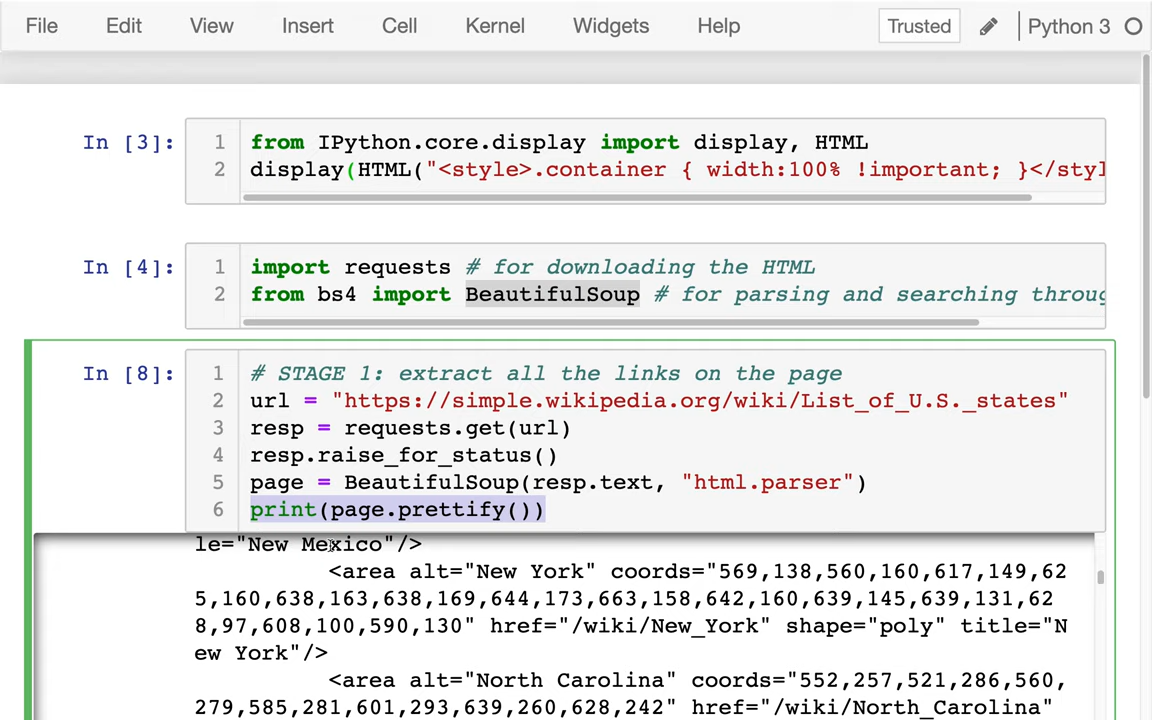 File Edit View Insert Cell Kernel Widgets Help Trusted Python 3
In [3]:
1 from IPython.core.display import display, HTML
2 display(HTML("<style>.container { width:100% !important; }</styl
In [4]:
1 import requests # for downloading the HTML
2 from bs4 import BeautifulSoup # for parsing and searching throug
In [8]:
1 # STAGE 1: extract all the links on the page
2 url = "https://simple.wikipedia.org/wiki/List_of_U.S._states"
3 resp = requests.get(url)
4 resp.raise_for_status()
5 page = BeautifulSoup(resp.text, "html.parser")
6 print(page.prettify())
le="New Mexico"/>
<area alt="New York" coords="569,138,560,160,617,149,62
5,160,638,163,638,169,644,173,663,158,642,160,639,145,639,131,62
8,97,608,100,590,130" href="/wiki/New_York" shape="poly" title="N
ew York"/>
<area alt="North Carolina" coords="552,257,521,286,560,
279,585,281,601,293,639,260,628,242" href="/wiki/North_Carolina"